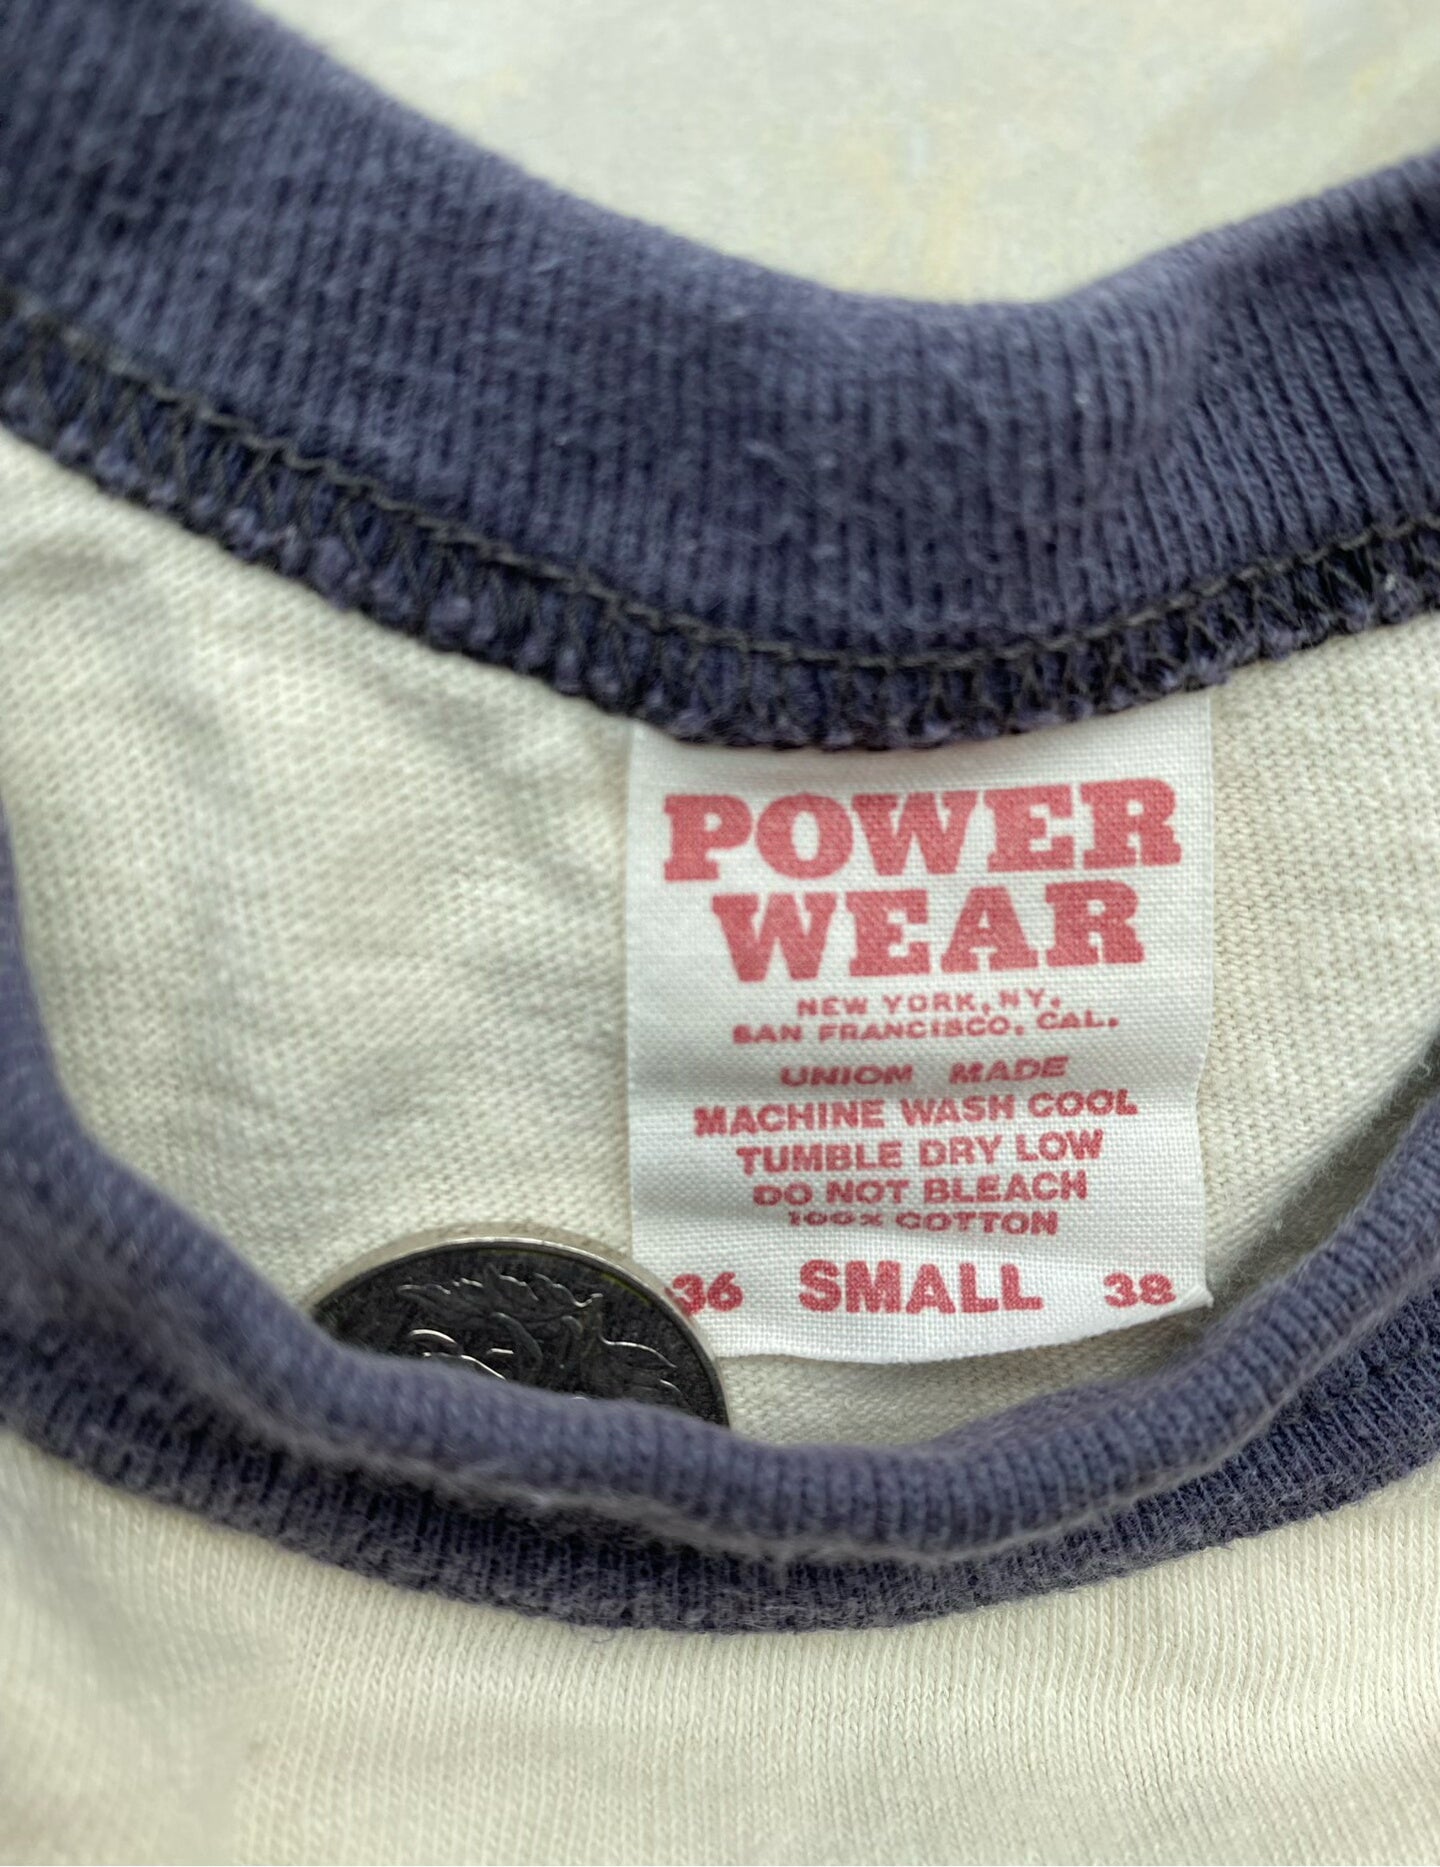 POWER
WEAR
NEW YORK, NY.
SAN FRANCISCO, CAL.
UNION MADE
MACHINE WASH COOL
TUMBLE DRY LOW
DO NOT BLEACH
100% COTTON
36 SMALL 38